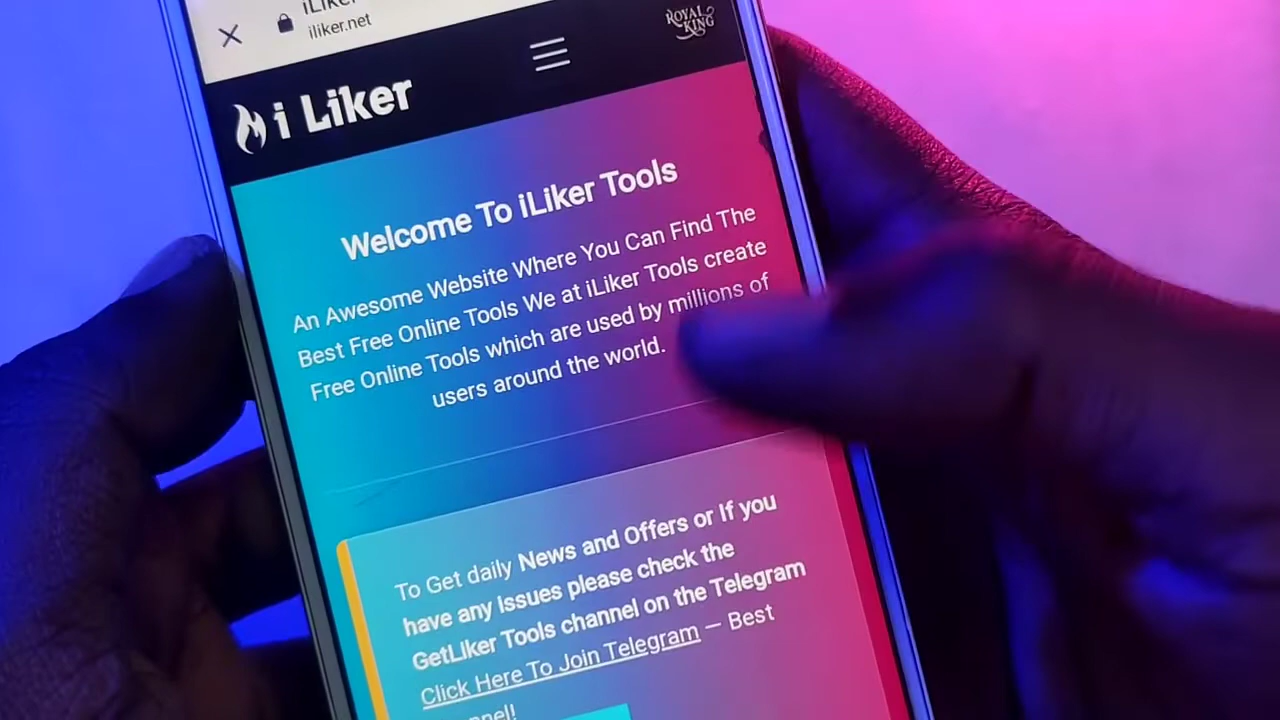 iLiker
iliker.net
ROYAL
KING
i Liker
Welcome To iLiker Tools
An Awesome Website Where You Can Find The
Best Free Online Tools We at iLiker Tools create
Free Online Tools which are used by millions of
users around the world.
To Get daily News and Offers or If you
have any issues please check the
GetLiker Tools channel on the Telegram
Click Here To Join Telegram — Best